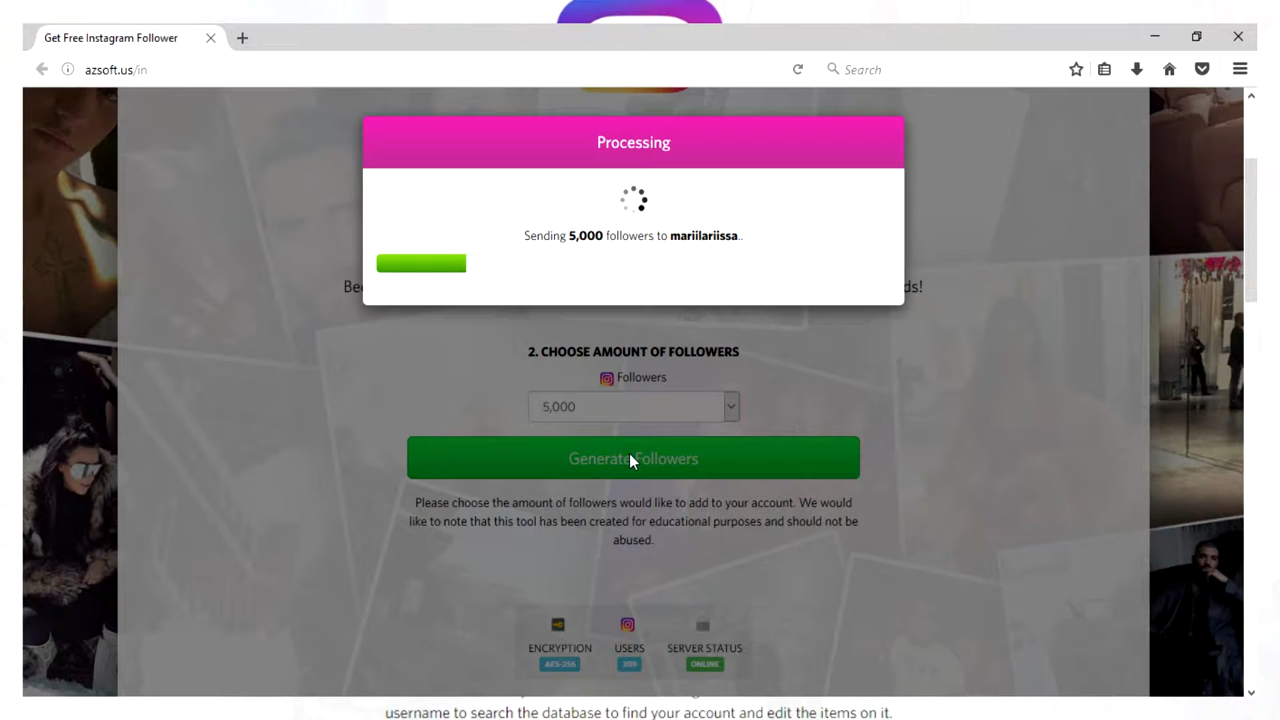 Get Free Instagram Follower
azsoft.us/in
Search
Processing
Sending 5,000 followers to mariilariissa..
Be
ds!
2. CHOOSE AMOUNT OF FOLLOWERS
Followers
5,000
Generate Followers
Please choose the amount of followers would like to add to your account. We would
like to note that this tool has been created for educational purposes and should not be
abused.
ENCRYPTION USERS SERVER STATUS
AES-256 309 ONLINE
username to search the database to find your account and edit the items on it.